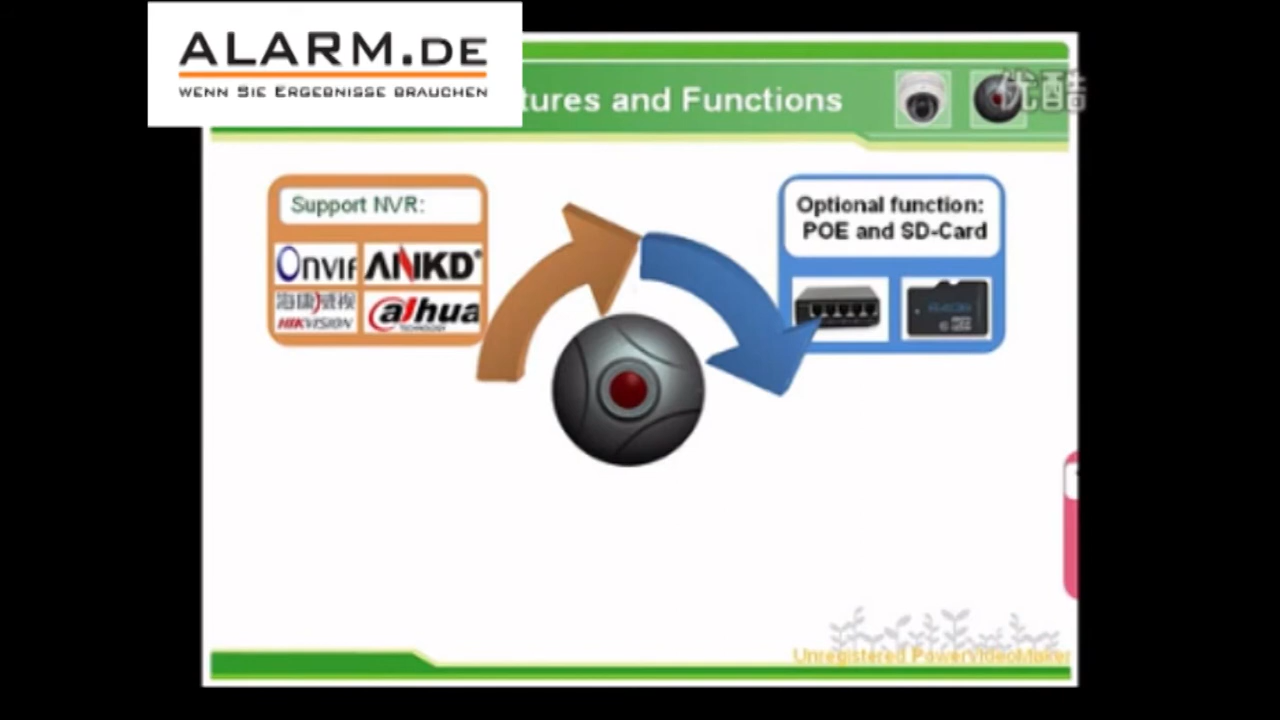 ALARM.DE
WENN SIE ERGEBNISSE BRAUCHEN
tures and Functions
优酷
Support NVR:
ONVIF
ANKD®
海康威视
HIKVISION
alhua
TECHNOLOGY
Optional function:
POE and SD-Card
Unregistered PowerVideoMaker